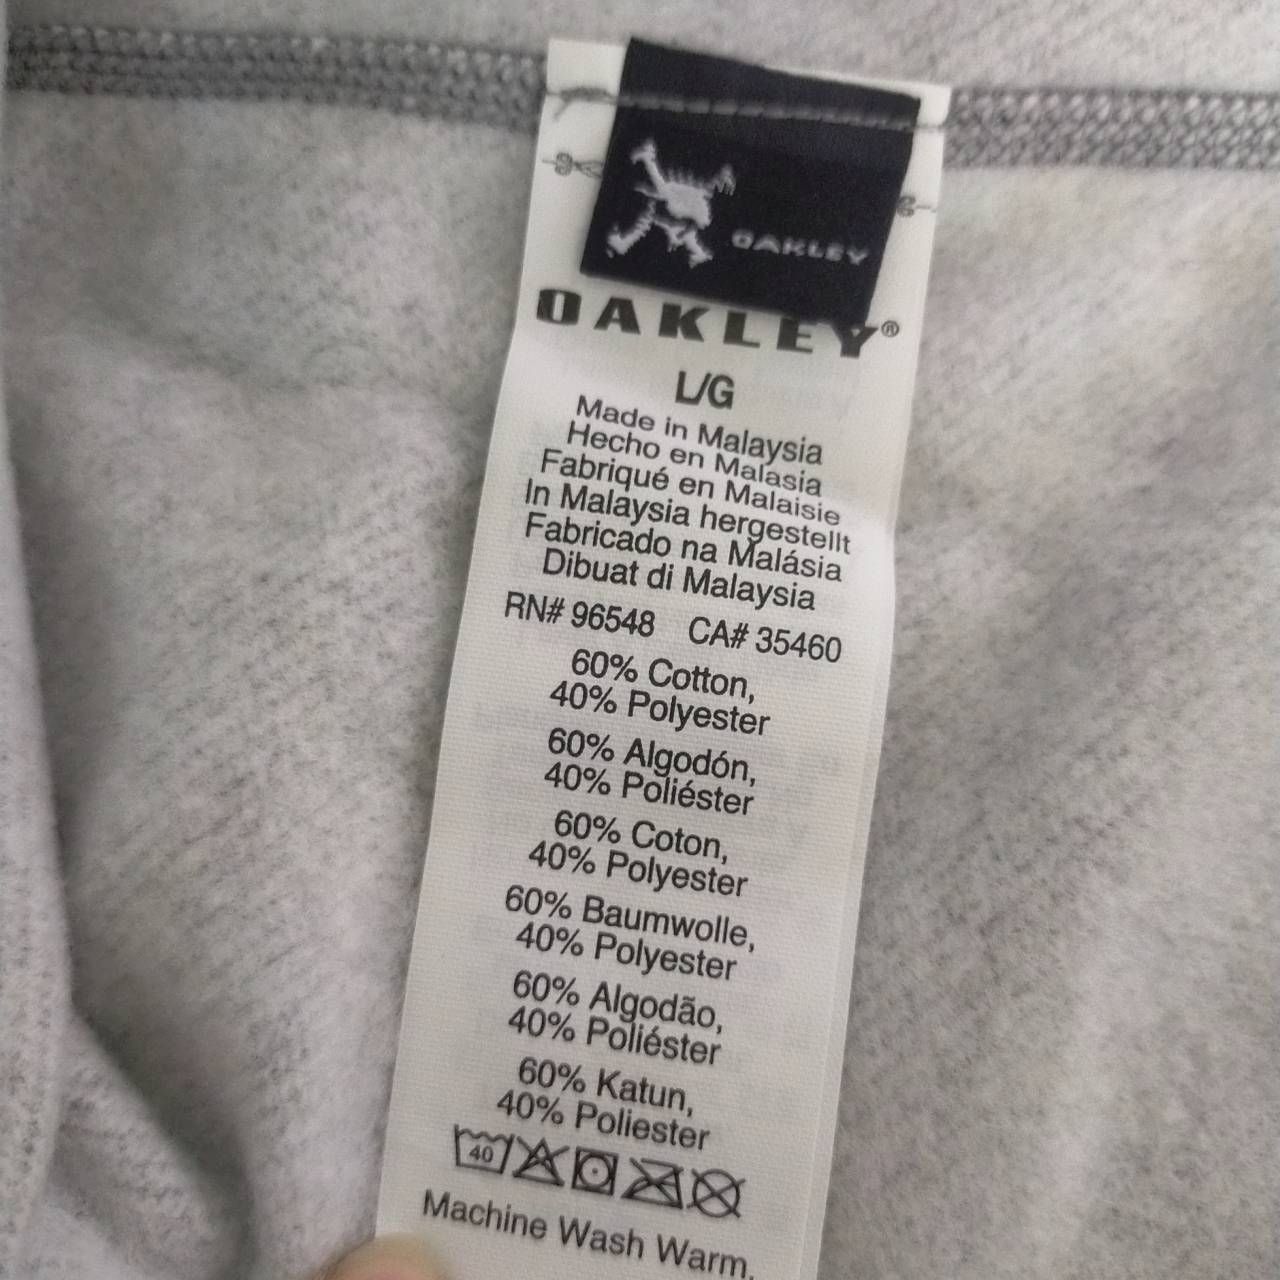 OAKLEY
OAKLEY®
L/G
Made in Malaysia
Hecho en Malasia
Fabriqué en Malaisie
In Malaysia hergestellt
Fabricado na Malásia
Dibuat di Malaysia
RN# 96548 CA# 35460
60% Cotton,
40% Polyester
60% Algodón,
40% Poliéster
60% Coton,
40% Polyester
60% Baumwolle,
40% Polyester
60% Algodão,
40% Poliéster
60% Katun,
40% Poliester
40
Machine Wash Warm.